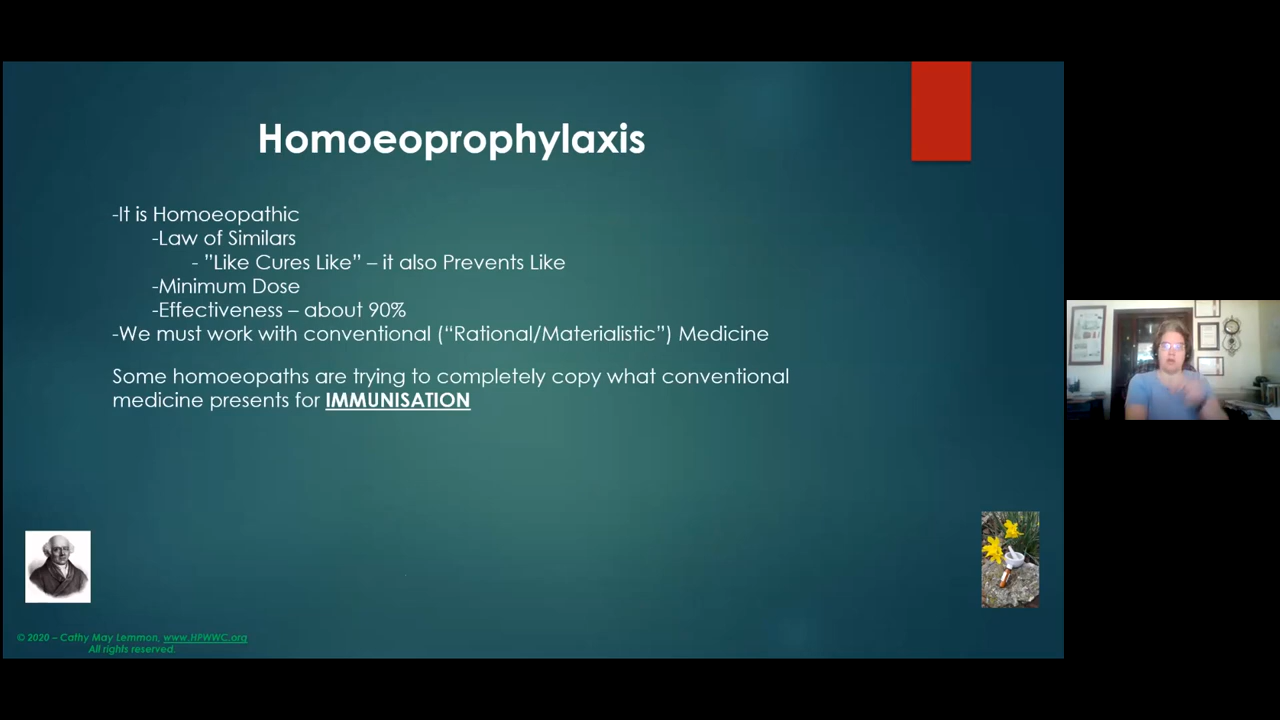 Homoeoprophylaxis
-It is Homoeopathic
-Law of Similars
- ”Like Cures Like” – it also Prevents Like
-Minimum Dose
-Effectiveness – about 90%
-We must work with conventional (“Rational/Materialistic”) Medicine
Some homoeopaths are trying to completely copy what conventional
medicine presents for IMMUNISATION
© 2020 – Cathy May Lemmon, www.HPWWC.org
All rights reserved.